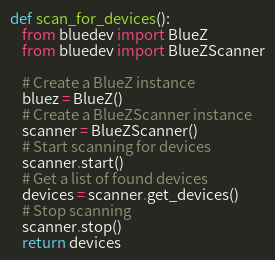 def scan_for_devices():
    from bluedev import BlueZ
    from bluedev import BlueZScanner

    # Create a BlueZ instance
    bluez = BlueZ()
    # Create a BlueZScanner instance
    scanner = BlueZScanner()
    # Start scanning for devices
    scanner.start()
    # Get a list of found devices
    devices = scanner.get_devices()
    # Stop scanning
    scanner.stop()
    return devices